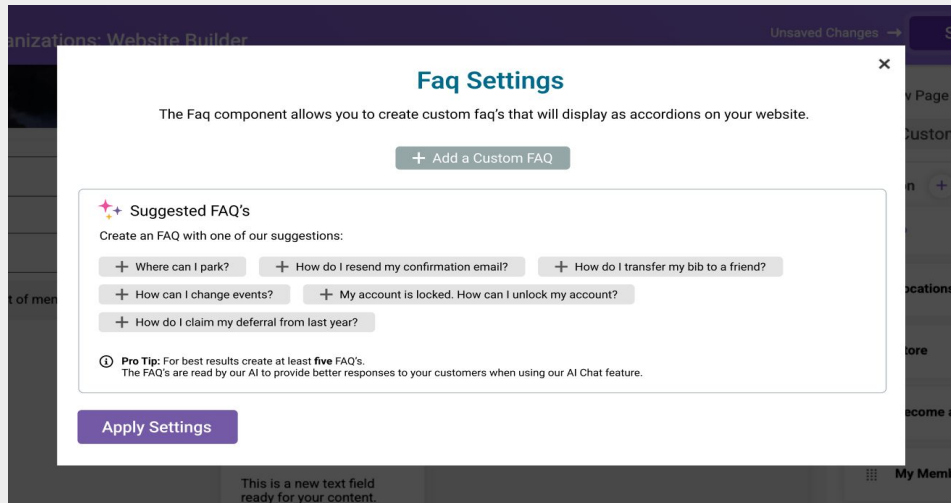 anizations: Website Builder
Unsaved Changes →
S
×
Faq Settings
w Page
The Faq component allows you to create custom faq's that will display as accordions on your website.
Custom
+ Add a Custom FAQ
n +
Suggested FAQ's
Create an FAQ with one of our suggestions:
+ Where can I park?
+ How do I resend my confirmation email?
+ How do I transfer my bib to a friend?
+ How can I change events?
+ My account is locked. How can I unlock my account?
t of men
ocations
+ How do I claim my deferral from last year?
tore
Pro Tip: For best results create at least five FAQ's.
The FAQ's are read by our AI to provide better responses to your customers when using our AI Chat feature.
ecome a
Apply Settings
My Memb
This is a new text field
ready for your content.